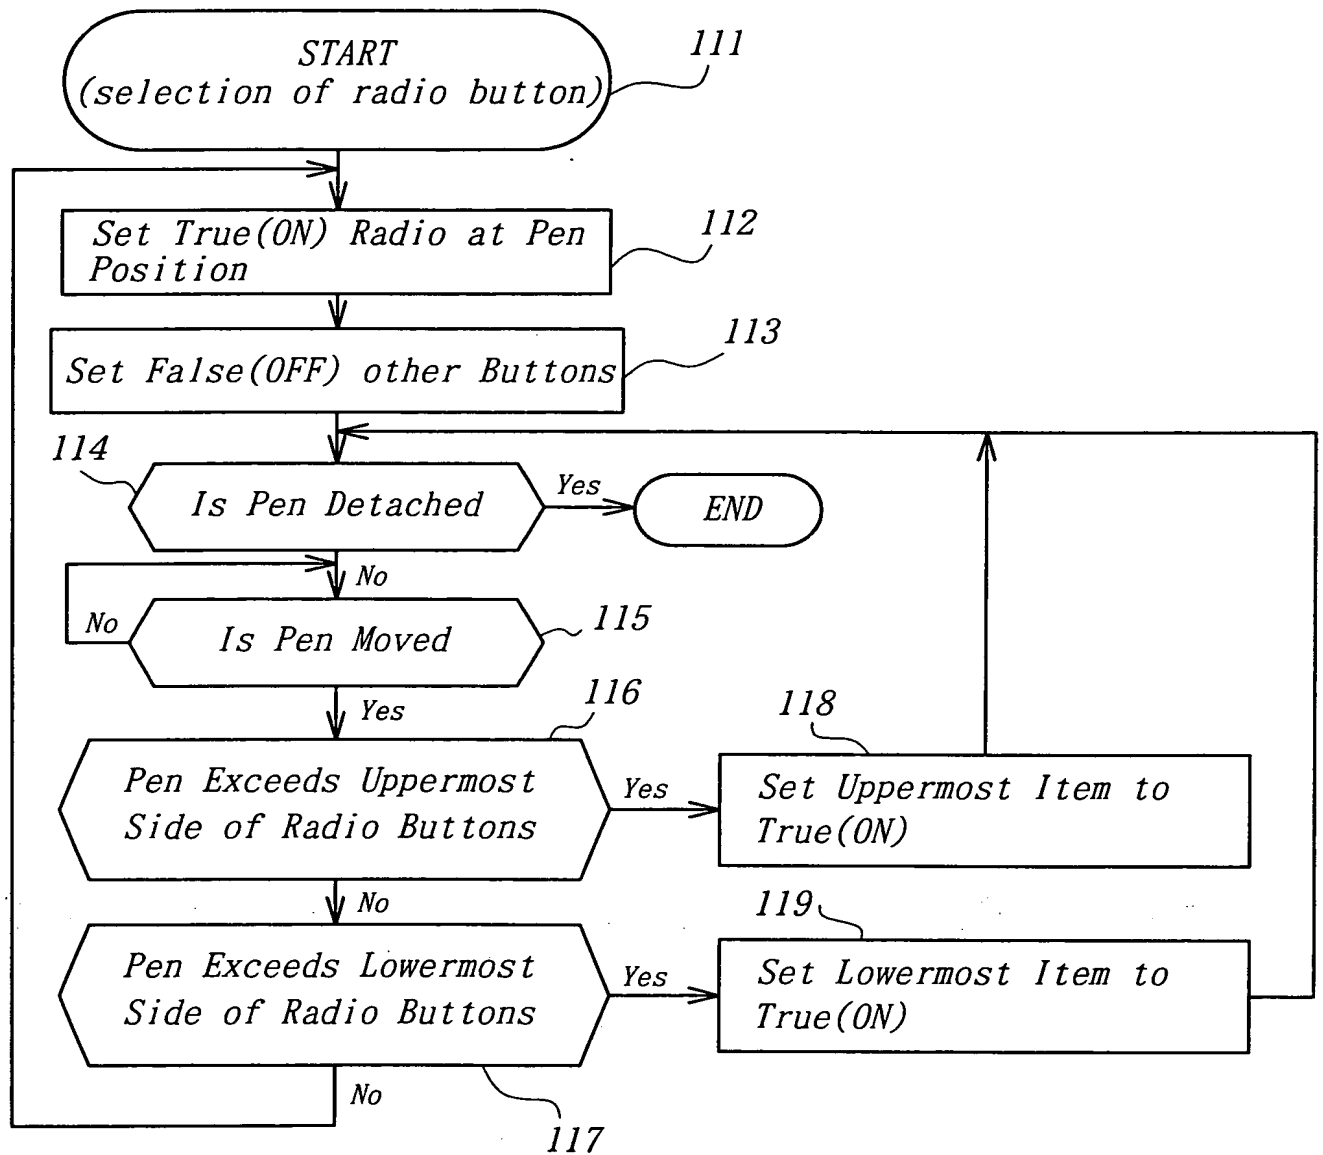 START
(selection of radio button)
111
Set True(ON) Radio at Pen
Position
112
Set False(OFF) other Buttons
113
114
Is Pen Detached
Yes
END
No
Is Pen Moved
115
No
Yes
116
Pen Exceeds Uppermost
Side of Radio Buttons
Yes
118
Set Uppermost Item to
True(ON)
No
Pen Exceeds Lowermost
Side of Radio Buttons
Yes
119
Set Lowermost Item to
True(ON)
No
117